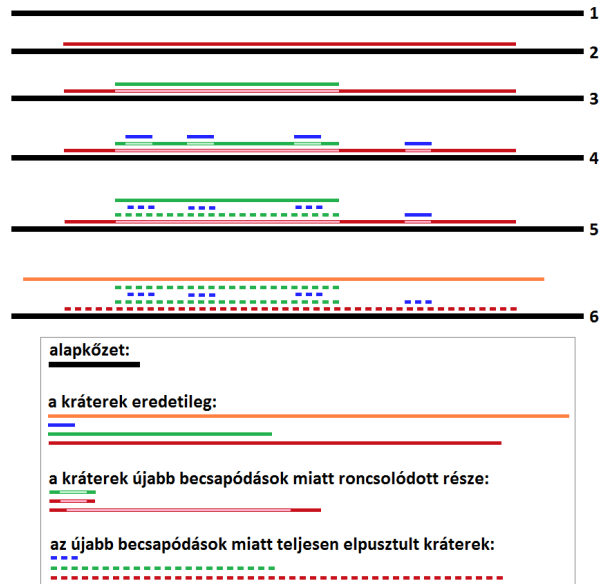 1
2
3
4
5
6
alapkőzet:
a kráterek eredetileg:
a kráterek újabb becsapódások miatt roncsolódott része:
az újabb becsapódások miatt teljesen elpusztult kráterek: